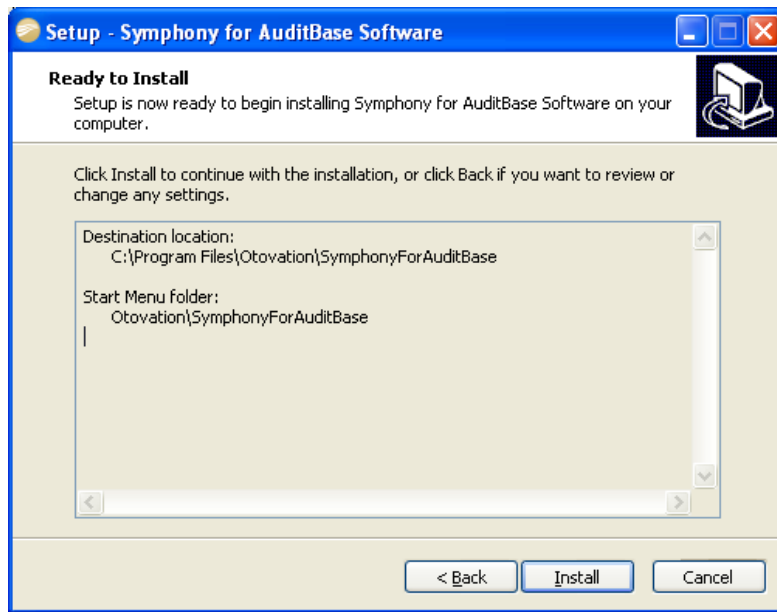 Setup - Symphony for AuditBase Software
Ready to Install
Setup is now ready to begin installing Symphony for AuditBase Software on your
computer.
Click Install to continue with the installation, or click Back if you want to review or
change any settings.
Destination location:
C:\Program Files\Otovation\SymphonyForAuditBase
Start Menu folder:
Otovation\SymphonyForAuditBase
< Back Install Cancel